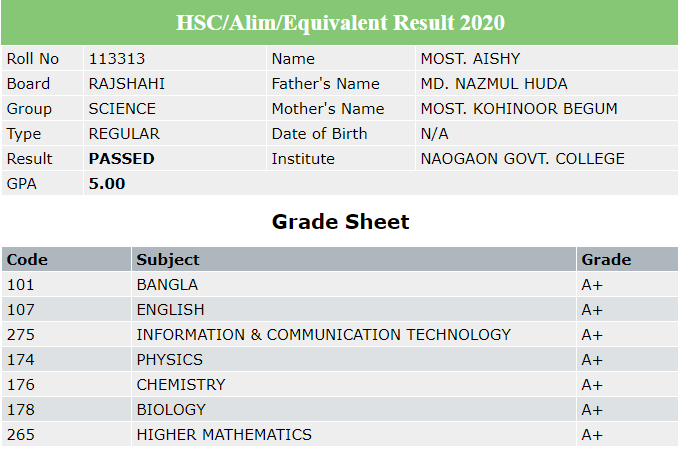 HSC/Alim/Equivalent Result 2020
Roll No 113313 Name MOST. AISHY
Board RAJSHAHI Father's Name MD. NAZMUL HUDA
Group SCIENCE Mother's Name MOST. KOHINOOR BEGUM
Type REGULAR Date of Birth N/A
Result PASSED Institute NAOGAON GOVT. COLLEGE
GPA 5.00
Grade Sheet
Code Subject Grade
101 BANGLA A+
107 ENGLISH A+
275 INFORMATION & COMMUNICATION TECHNOLOGY A+
174 PHYSICS A+
176 CHEMISTRY A+
178 BIOLOGY A+
265 HIGHER MATHEMATICS A+